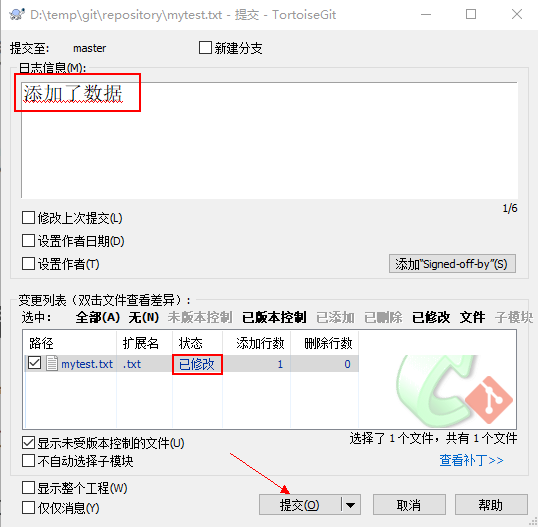 D:\temp\git\repository\mytest.txt - 提交 - TortoiseGit
提交至: master 新建分支
日志信息(M):
添加了数据
1/6
修改上次提交(L)
设置作者日期(D)
设置作者(T) 添加"Signed-off-by"(S)
变更列表（双击文件查看差异）:
选中: 全部(A) 无(N) 未版本控制 已版本控制 已添加 已删除 已修改 文件 子模块
路径 扩展名 状态 添加行数 删除行数
mytest.txt .txt 已修改 1 0
显示未受版本控制的文件(U) 选择了 1 个文件，共有 1 个文件
不自动选择子模块 查看补丁>>
显示整个工程(W)
仅仅消息(Y) 提交(O) 取消 帮助